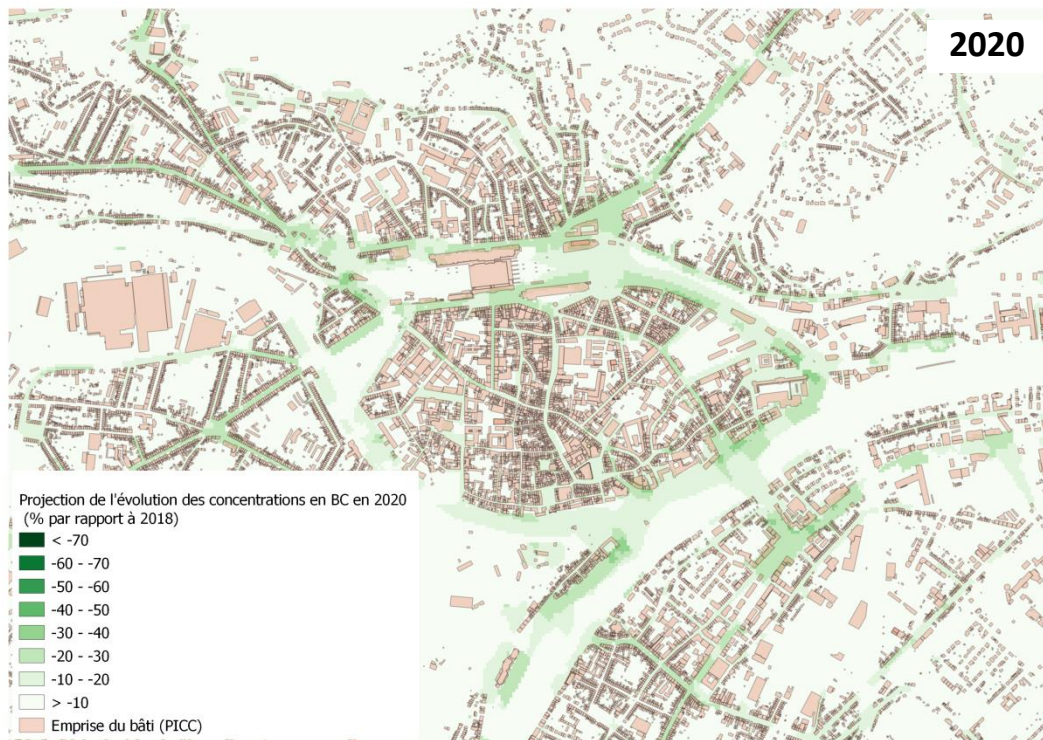 2020
Projection de l'évolution des concentrations en BC en 2020
(% par rapport à 2018)
< -70
-60 - -70
-50 - -60
-40 - -50
-30 - -40
-20 - -30
-10 - -20
> -10
Emprise du bâti (PICC)